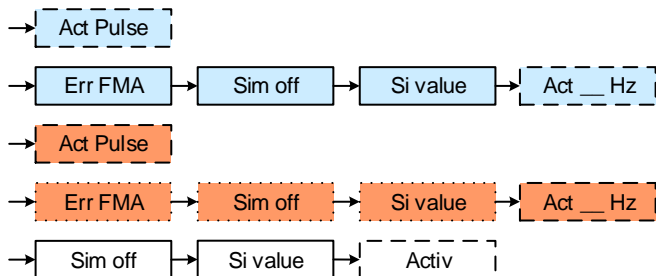 Act Pulse
Err FMA Sim off Si value Act __ Hz
Act Pulse
Err FMA Sim off Si value Act __ Hz
Sim off Si value Activ